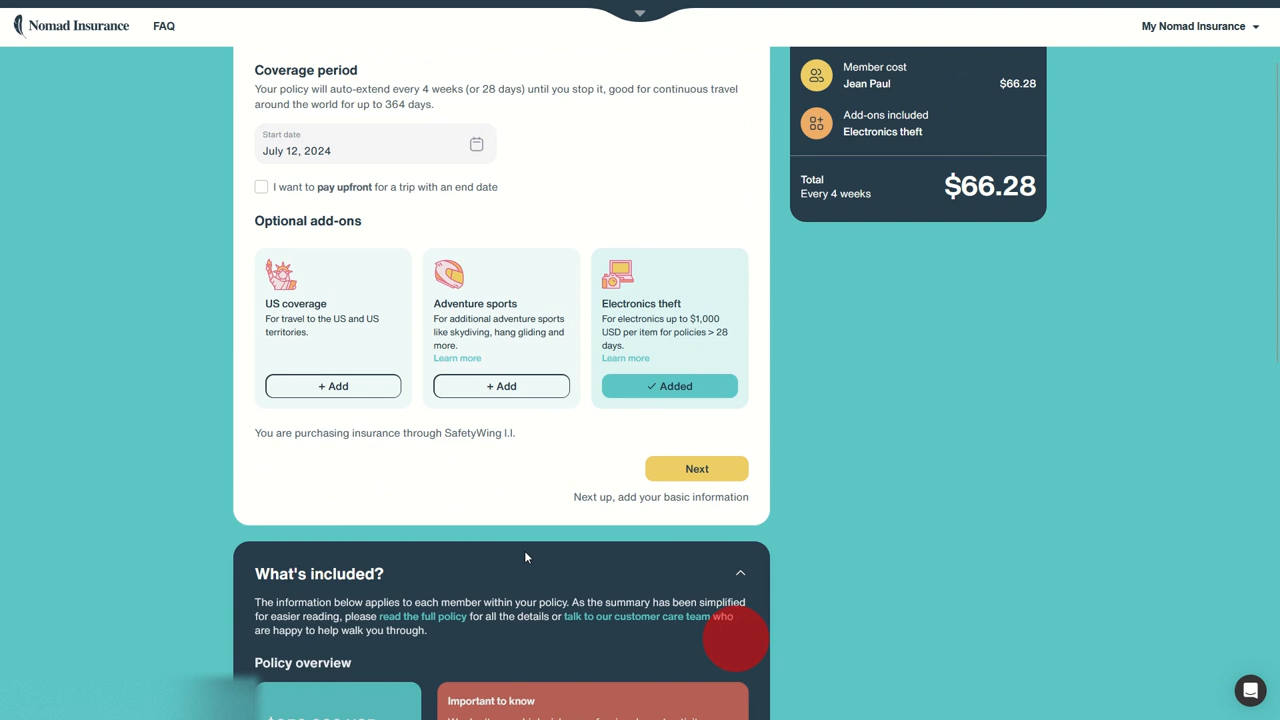 Nomad Insurance
FAQ
My Nomad Insurance
Coverage period
Your policy will auto-extend every 4 weeks (or 28 days) until you stop it, good for continuous travel
around the world for up to 364 days.
Start date
July 12, 2024
I want to pay upfront for a trip with an end date
Optional add-ons
US coverage
For travel to the US and US
territories.
+ Add
Adventure sports
For additional adventure sports
like skydiving, hang gliding and
more.
Learn more
+ Add
Electronics theft
For electronics up to $1,000
USD per item for policies > 28
days.
Learn more
✓ Added
You are purchasing insurance through SafetyWing I.I.
Next
Next up, add your basic information
Member cost
Jean Paul $66.28
Add-ons included
Electronics theft
Total
Every 4 weeks
$66.28
What's included?
The information below applies to each member within your policy. As the summary has been simplified
for easier reading, please read the full policy for all the details or talk to our customer care team who
are happy to help walk you through.
Policy overview
Important to know